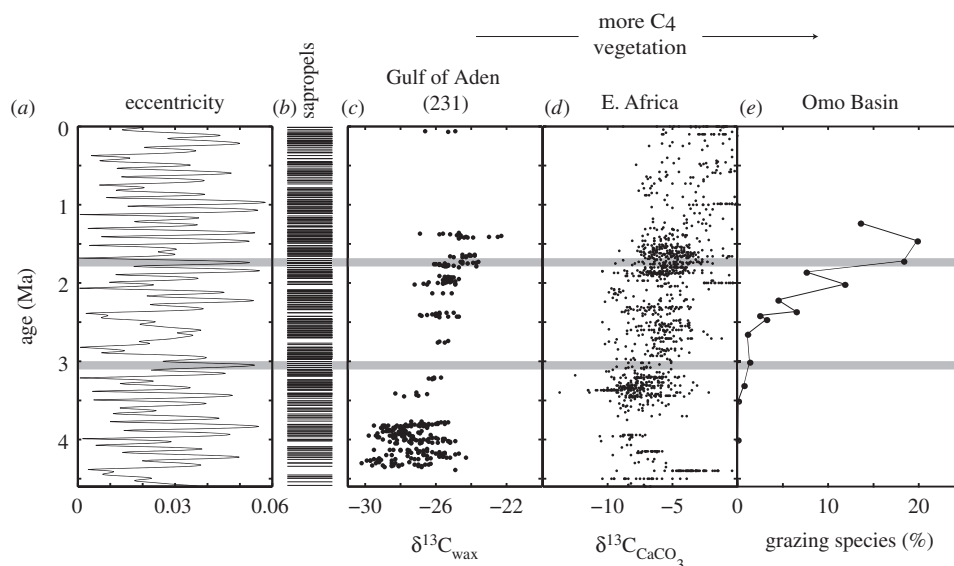 more C4
vegetation
Gulf of Aden
(a) eccentricity (b) sapropels (c) (231) (d) E. Africa (e) Omo Basin
0
1
2
3
4
age (Ma)
0 0.03 0.06 −30 −26 −22 −10 −5 0 10 20
δ13Cwax δ13CCaCO3 grazing species (%)